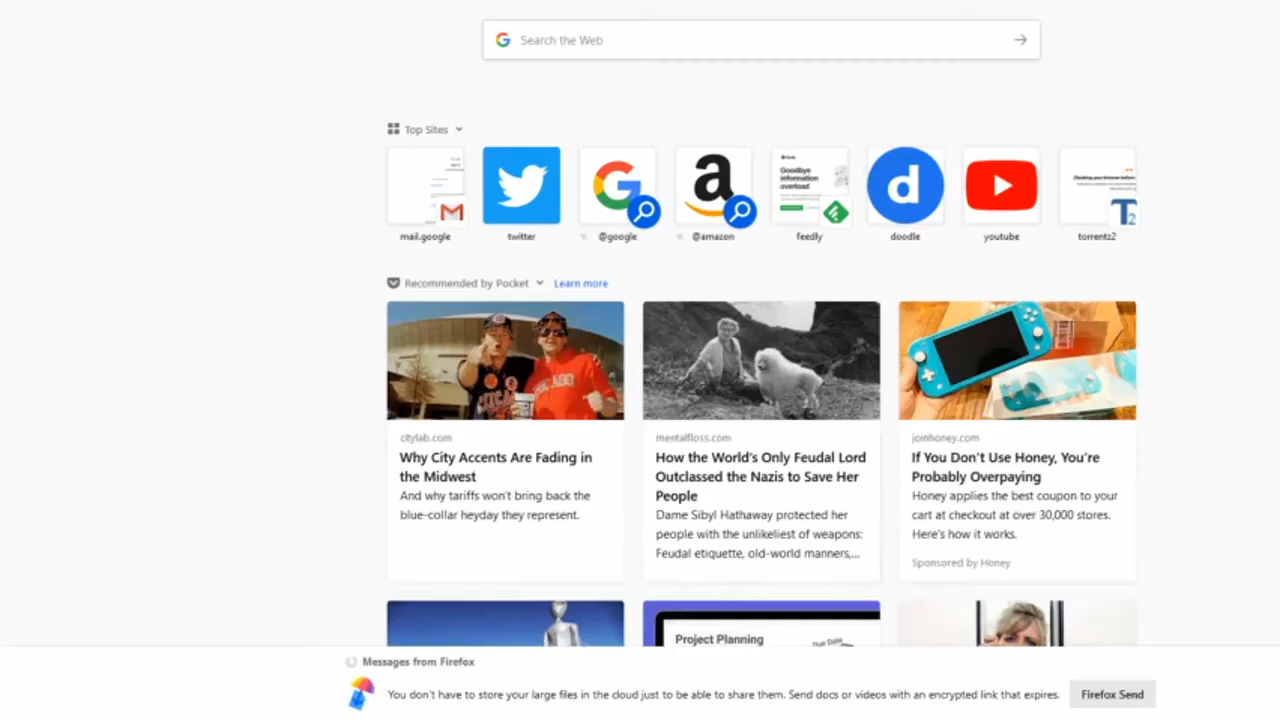 Search the Web
Top Sites
mail.google
twitter
@google
@amazon
Goodbye
information
overload
feedly
doodle
youtube
torrentz2
Recommended by Pocket
Learn more
citylab.com
Why City Accents Are Fading in
the Midwest
And why tariffs won't bring back the
blue-collar heyday they represent.
mentalfloss.com
How the World's Only Feudal Lord
Outclassed the Nazis to Save Her
People
Dame Sibyl Hathaway protected her
people with the unlikeliest of weapons:
Feudal etiquette, old-world manners,...
joinhoney.com
If You Don't Use Honey, You're
Probably Overpaying
Honey applies the best coupon to your
cart at checkout at over 30,000 stores.
Here's how it works.
Sponsored by Honey
Project Planning
Due Date
Messages from Firefox
You don't have to store your large files in the cloud just to be able to share them. Send docs or videos with an encrypted link that expires.
Firefox Send